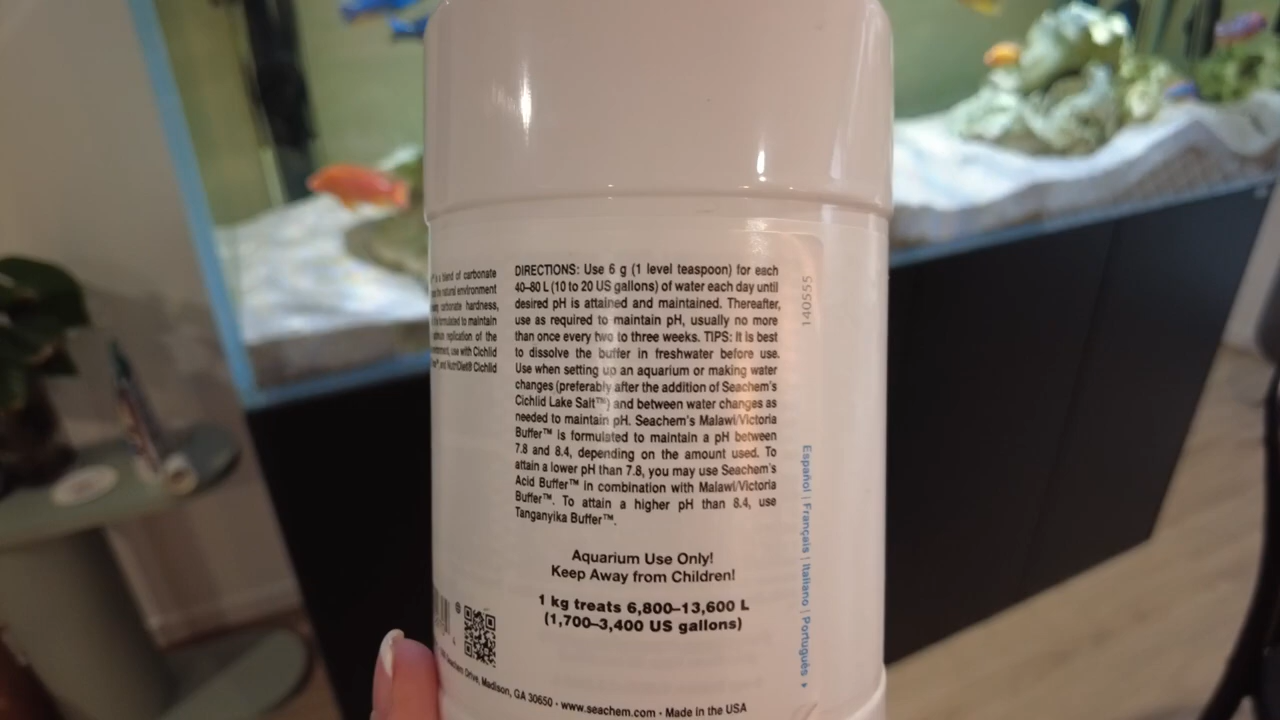 is a blend of carbonate
natural environment
carbonate hardness,
formulated to maintain
replication of the
use with Cichlid
and NutriDiet® Cichlid
DIRECTIONS: Use 6 g (1 level teaspoon) for each
40–80 L (10 to 20 US gallons) of water each day until
desired pH is attained and maintained. Thereafter,
use as required to maintain pH, usually no more
than once every two to three weeks. TIPS: It is best
to dissolve the buffer in freshwater before use.
Use when setting up an aquarium or making water
changes (preferably after the addition of Seachem's
Cichlid Lake Salt™) and between water changes as
needed to maintain pH. Seachem's Malawi/Victoria
Buffer™ is formulated to maintain a pH between
7.8 and 8.4, depending on the amount used. To
attain a lower pH than 7.8, you may use Seachem's
Acid Buffer™ in combination with Malawi/Victoria
Buffer™. To attain a higher pH than 8.4, use
Tanganyika Buffer™.
Aquarium Use Only!
Keep Away from Children!
1 kg treats 6,800–13,600 L
(1,700–3,400 US gallons)
Drive, Madison, GA 30650 • www.seachem.com • Made in the USA
140555
Español | Français | Italiano | Português